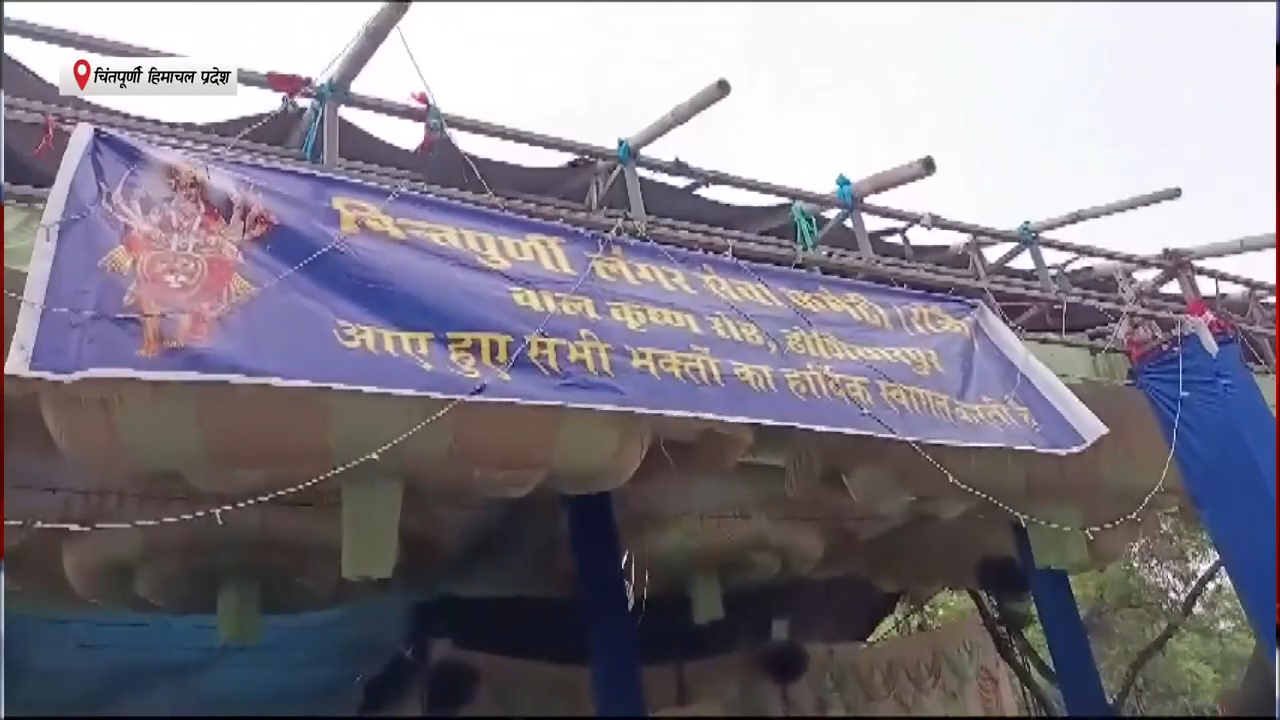 चिंतपूर्णी हिमाचल प्रदेश
चिन्तपुर्णी लंगर सेवा कमेटी (रजि॰)
बाल कृष्ण रोड, होशियारपुर
आए हुए सभी भक्तों का हार्दिक स्वागत करती है